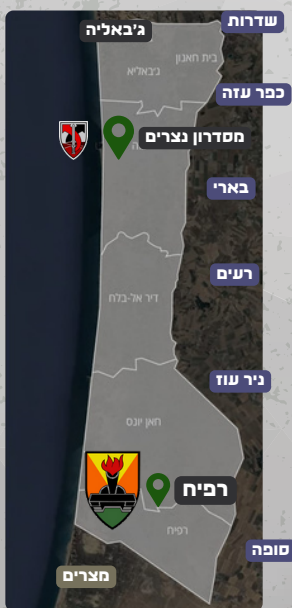 שדרות
ג׳באליה
בית חאנון
ג׳באליא
כפר עזה
מסדרון נצרים
בארי
רעים
דיר אל-בלח
ניר עוז
חאן יונס
רפיח
רפיח
סופה
מצרים